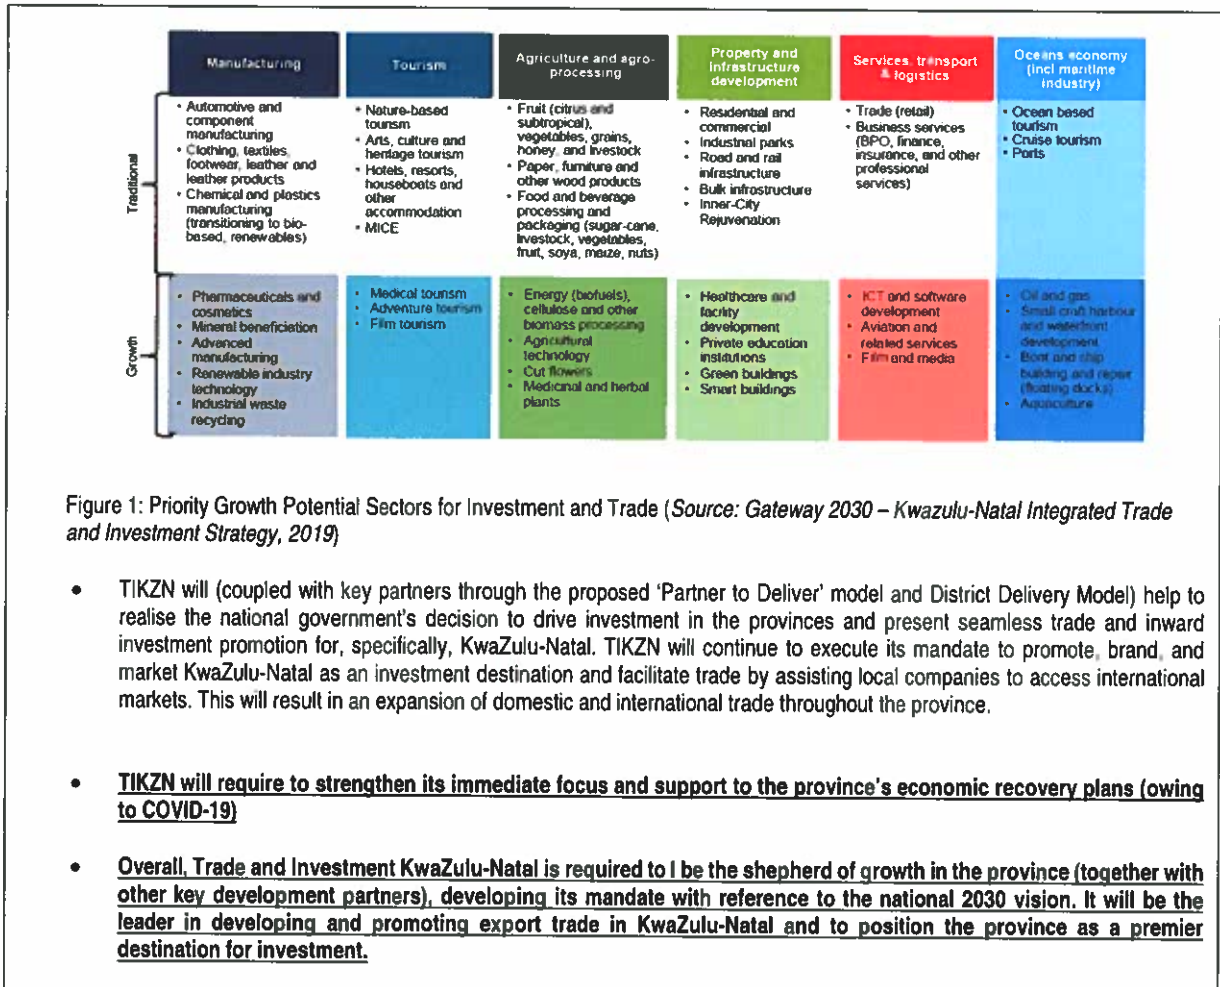 Manufacturing
Tourism
Agriculture and agro-
processing
Property and
infrastructure
development
Services, transport
& logistics
Oceans economy
(incl maritime
industry)
Traditional
• Automotive and
component
manufacturing
• Clothing, textiles,
footwear, leather and
leather products
• Chemical and plastics
manufacturing
(transitioning to bio-
based, renewables)
• Nature-based
tourism
• Arts, culture and
heritage tourism
• Hotels, resorts,
houseboats and
other
accommodation
• MICE
• Fruit (citrus and
subtropical),
vegetables, grains,
honey, and livestock
• Paper, furniture and
other wood products
• Food and beverage
processing and
packaging (sugar-cane,
livestock, vegetables,
fruit, soya, maize, nuts)
• Residential and
commercial
• Industrial parks
• Road and rail
infrastructure
• Bulk infrastructure
• Inner-City
Rejuvenation
• Trade (retail)
• Business services
(BPO, finance,
insurance, and other
professional
services)
• Ocean based
tourism
• Cruise tourism
• Ports
Growth
• Pharmaceuticals and
cosmetics
• Mineral beneficiation
• Advanced
manufacturing
• Renewable industry
technology
• Industrial waste
recycling
• Medical tourism
• Adventure tourism
• Film tourism
• Energy (biofuels),
cellulose and other
biomass processing
• Agricultural
technology
• Cut flowers
• Medicinal and herbal
plants
• Healthcare and
facility
development
• Private education
institutions
• Green buildings
• Smart buildings
• ICT and software
development
• Aviation and
related services
• Film and media
• Oil and gas
• Small craft harbour
and waterfront
development
• Boat and ship
building and repair
(floating docks)
• Aquaculture
Figure 1: Priority Growth Potential Sectors for Investment and Trade (Source: Gateway 2030 – Kwazulu-Natal Integrated Trade
and Investment Strategy, 2019)
• TIKZN will (coupled with key partners through the proposed ‘Partner to Deliver’ model and District Delivery Model) help to
realise the national government’s decision to drive investment in the provinces and present seamless trade and inward
investment promotion for, specifically, KwaZulu-Natal. TIKZN will continue to execute its mandate to promote, brand, and
market KwaZulu-Natal as an investment destination and facilitate trade by assisting local companies to access international
markets. This will result in an expansion of domestic and international trade throughout the province.
• TIKZN will require to strengthen its immediate focus and support to the province’s economic recovery plans (owing
to COVID-19)
• Overall, Trade and Investment KwaZulu-Natal is required to I be the shepherd of growth in the province (together with
other key development partners), developing its mandate with reference to the national 2030 vision. It will be the
leader in developing and promoting export trade in KwaZulu-Natal and to position the province as a premier
destination for investment.